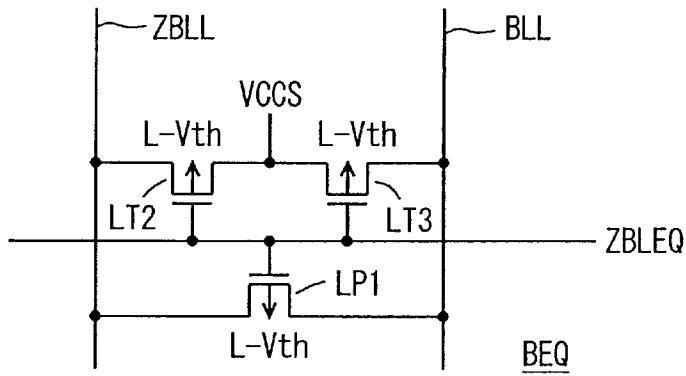 ZBLL
BLL
VCCS
L-Vth
L-Vth
LT2
LT3
ZBLEQ
LP1
L-Vth
BEQ